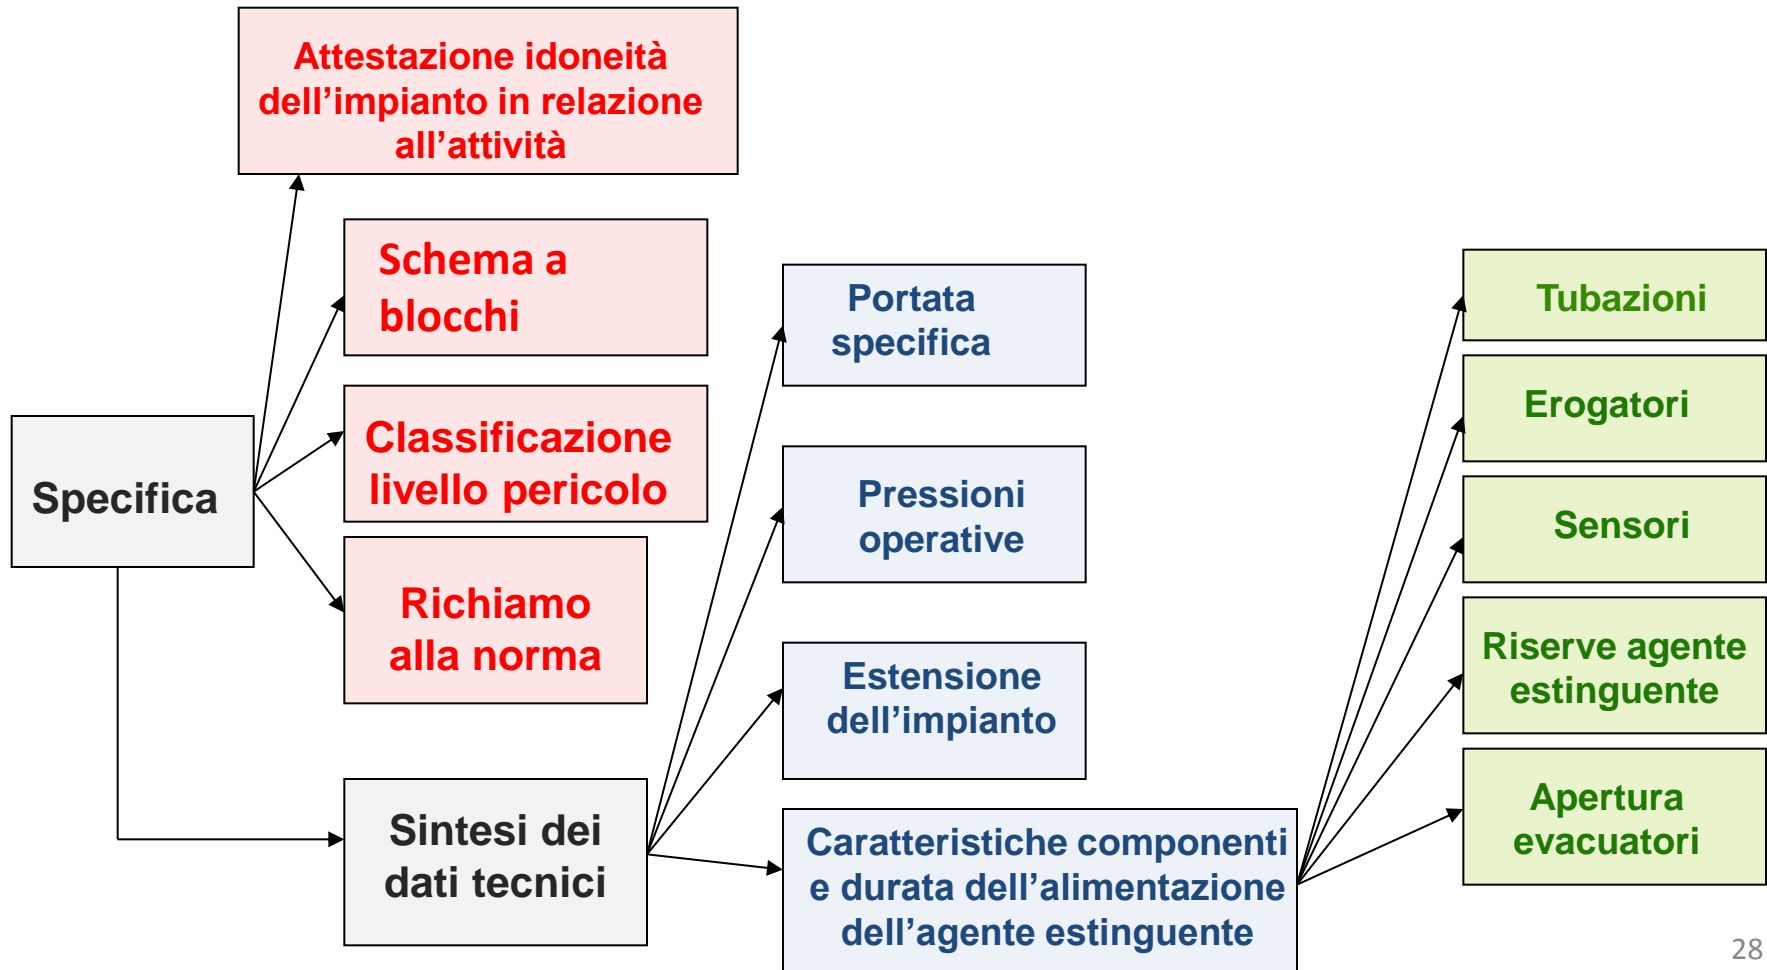 Attestazione idoneità
dell’impianto in relazione
all’attività
Schema a
blocchi
Classificazione
livello pericolo
Specifica
Richiamo
alla norma
Sintesi dei
dati tecnici
Portata
specifica
Pressioni
operative
Estensione
dell’impianto
Caratteristiche componenti
e durata dell’alimentazione
dell’agente estinguente
Tubazioni
Erogatori
Sensori
Riserve agente
estinguente
Apertura
evacuatori
28